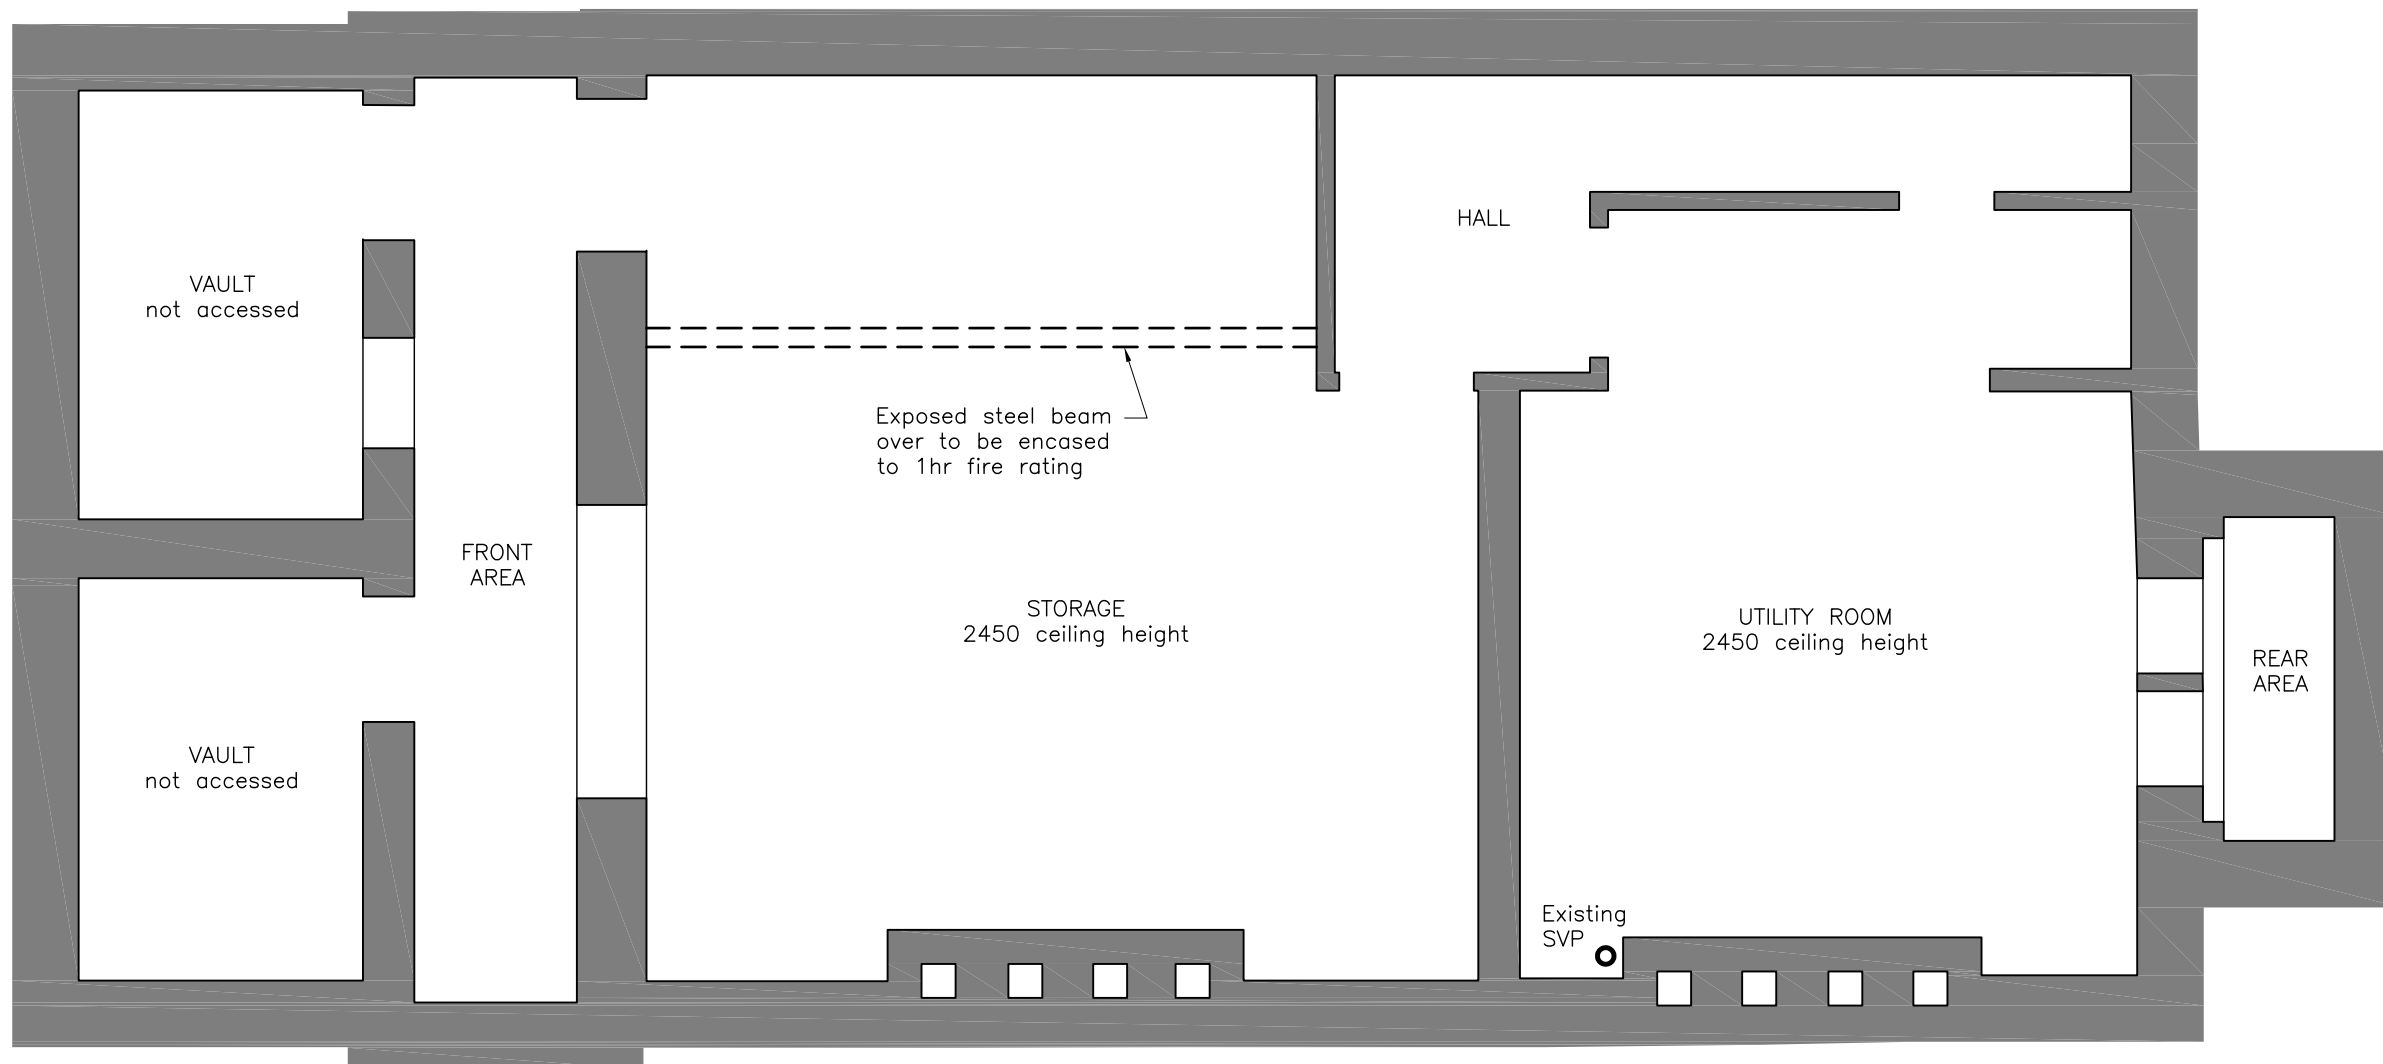 HALL
VAULT
not accessed
Exposed steel beam
over to be encased
to 1hr fire rating
FRONT
AREA
STORAGE
2450 ceiling height
UTILITY ROOM
2450 ceiling height
REAR
AREA
VAULT
not accessed
Existing
SVP